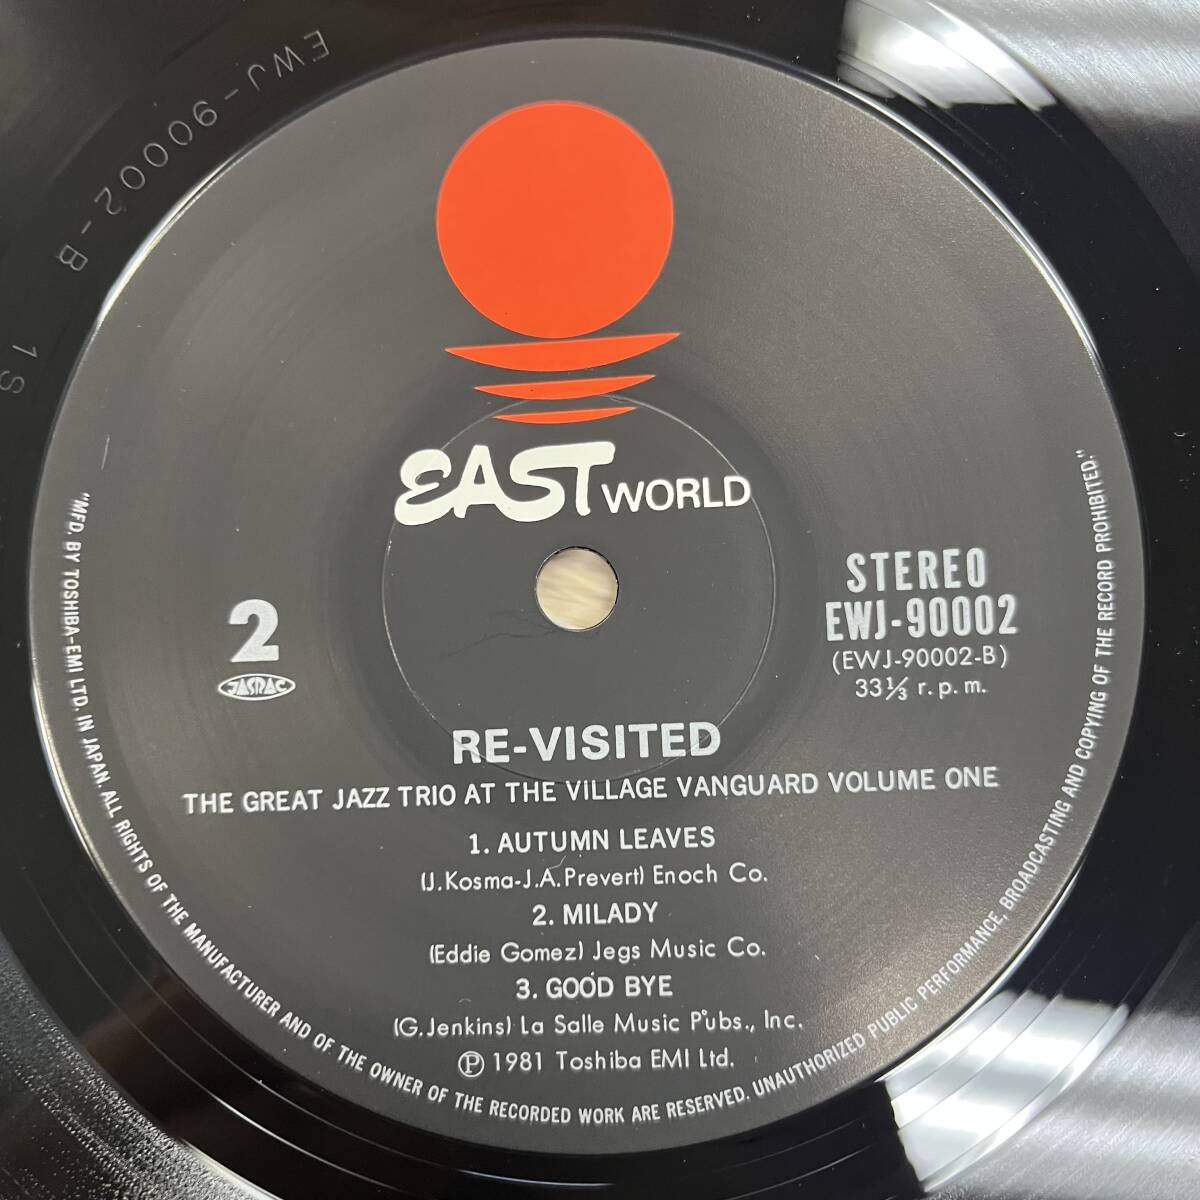 EWJ-90002-B 1S
EAST WORLD
STEREO
EWJ-90002
(EWJ-90002-B)
33 1/3 r.p.m.
2
JASRAC
RE-VISITED
THE GREAT JAZZ TRIO AT THE VILLAGE VANGUARD VOLUME ONE
1. AUTUMN LEAVES
(J.Kosma-J.A.Prevert) Enoch Co.
2. MILADY
(Eddie Gomez) Jegs Music Co.
3. GOOD BYE
(G.Jenkins) La Salle Music Pubs., Inc.
Ⓟ 1981 Toshiba EMI Ltd.
"MFD. BY TOSHIBA-EMI LTD. IN JAPAN. ALL RIGHTS OF THE MANUFACTURER AND OF THE OWNER OF THE RECORDED WORK ARE RESERVED. UNAUTHORIZED PUBLIC PERFORMANCE, BROADCASTING AND COPYING OF THE RECORD PROHIBITED."